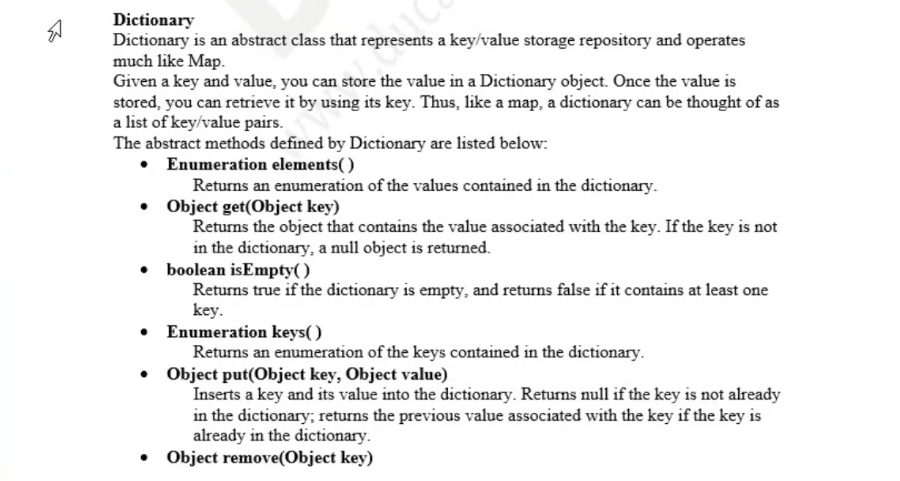 Dictionary
Dictionary is an abstract class that represents a key/value storage repository and operates
much like Map.
Given a key and value, you can store the value in a Dictionary object. Once the value is
stored, you can retrieve it by using its key. Thus, like a map, a dictionary can be thought of as
a list of key/value pairs.
The abstract methods defined by Dictionary are listed below:
• Enumeration elements( )
Returns an enumeration of the values contained in the dictionary.
• Object get(Object key)
Returns the object that contains the value associated with the key. If the key is not
in the dictionary, a null object is returned.
• boolean isEmpty( )
Returns true if the dictionary is empty, and returns false if it contains at least one
key.
• Enumeration keys( )
Returns an enumeration of the keys contained in the dictionary.
• Object put(Object key, Object value)
Inserts a key and its value into the dictionary. Returns null if the key is not already
in the dictionary; returns the previous value associated with the key if the key is
already in the dictionary.
• Object remove(Object key)